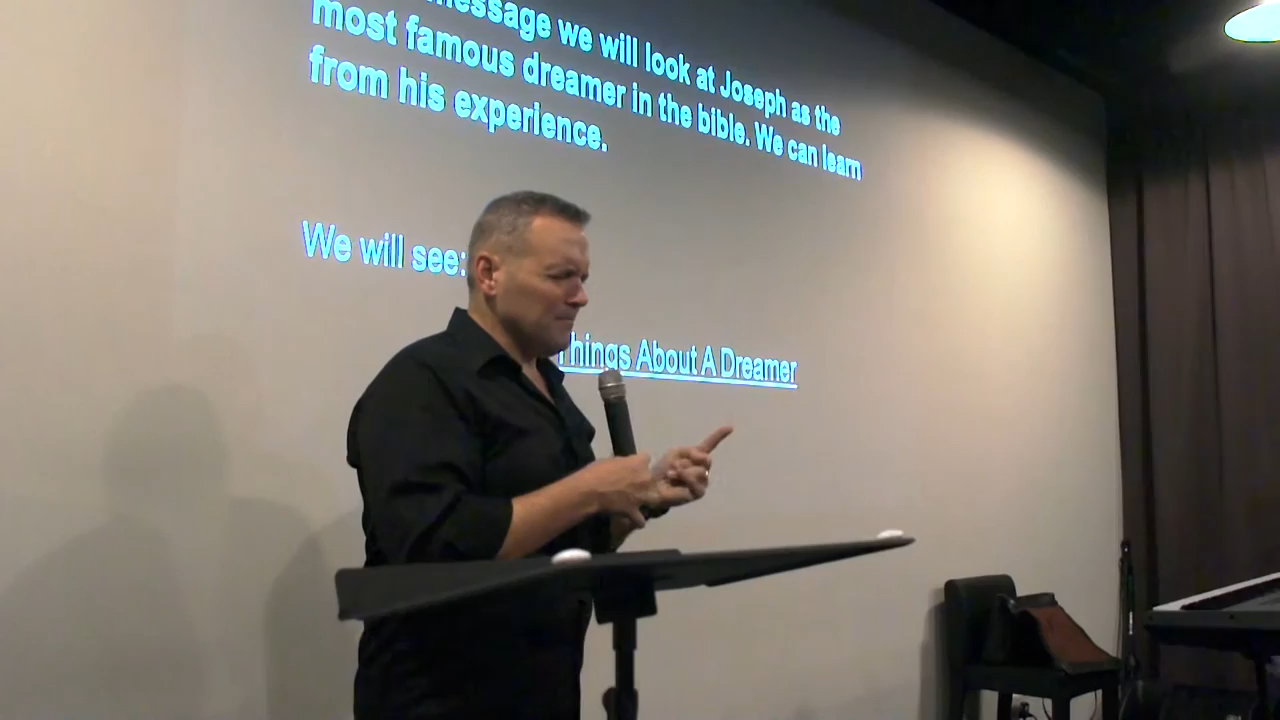 message we will look at Joseph as the
most famous dreamer in the bible. We can learn
from his experience.
We will see:
Things About A Dreamer